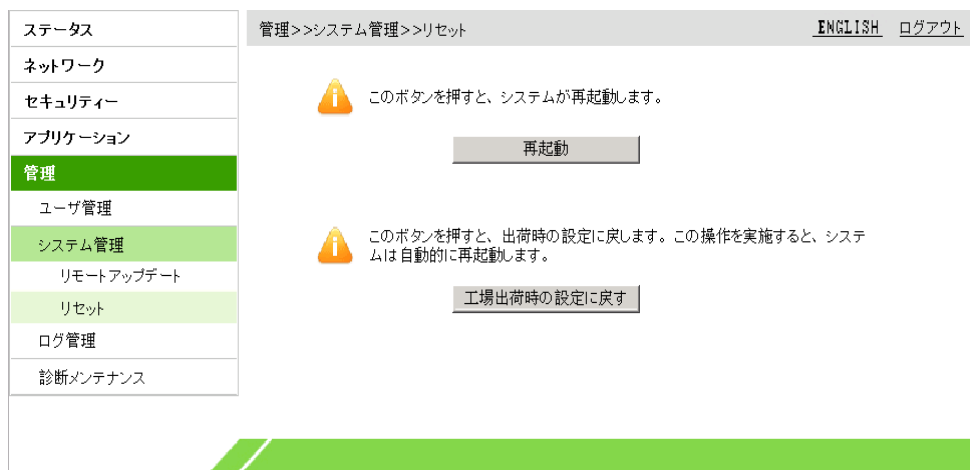 ステータス
管理>>システム管理>>リセット
ENGLISH ログアウト
ネットワーク
セキュリティー
アプリケーション
管理
ユーザ管理
システム管理
リモートアップデート
リセット
ログ管理
診断メンテナンス
このボタンを押すと、システムが再起動します。
再起動
このボタンを押すと、出荷時の設定に戻します。この操作を実施すると、システ
ムは自動的に再起動します。
工場出荷時の設定に戻す